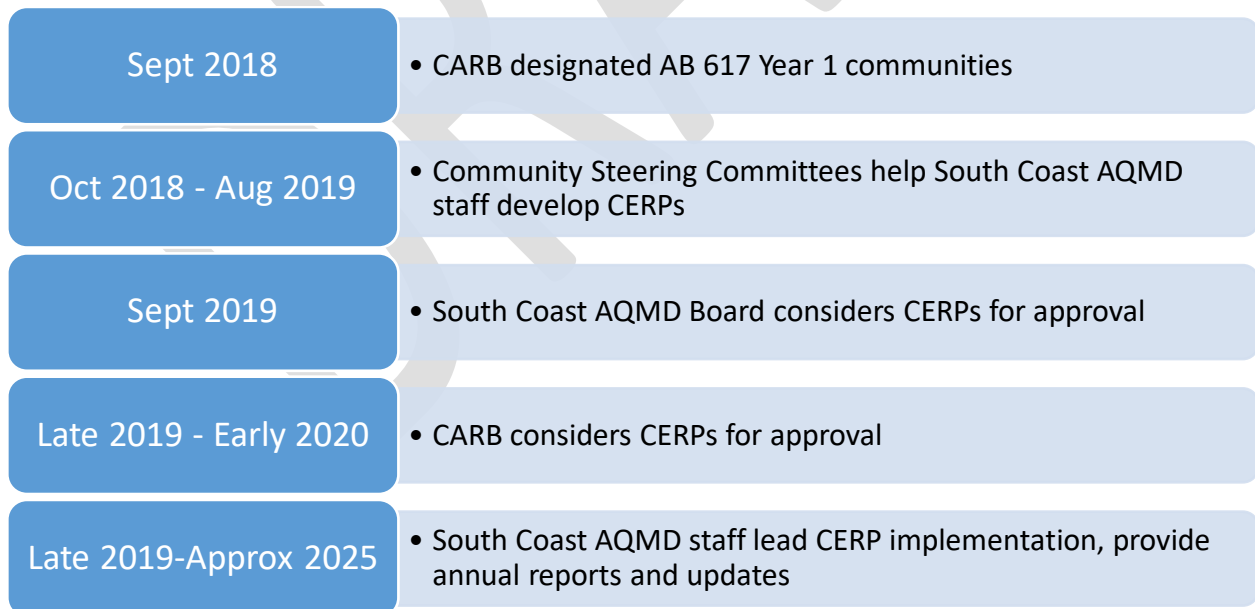 Sept 2018
• CARB designated AB 617 Year 1 communities
Oct 2018 - Aug 2019
• Community Steering Committees help South Coast AQMD
staff develop CERPs
Sept 2019
• South Coast AQMD Board considers CERPs for approval
Late 2019 - Early 2020
• CARB considers CERPs for approval
Late 2019-Approx 2025
• South Coast AQMD staff lead CERP implementation, provide
annual reports and updates